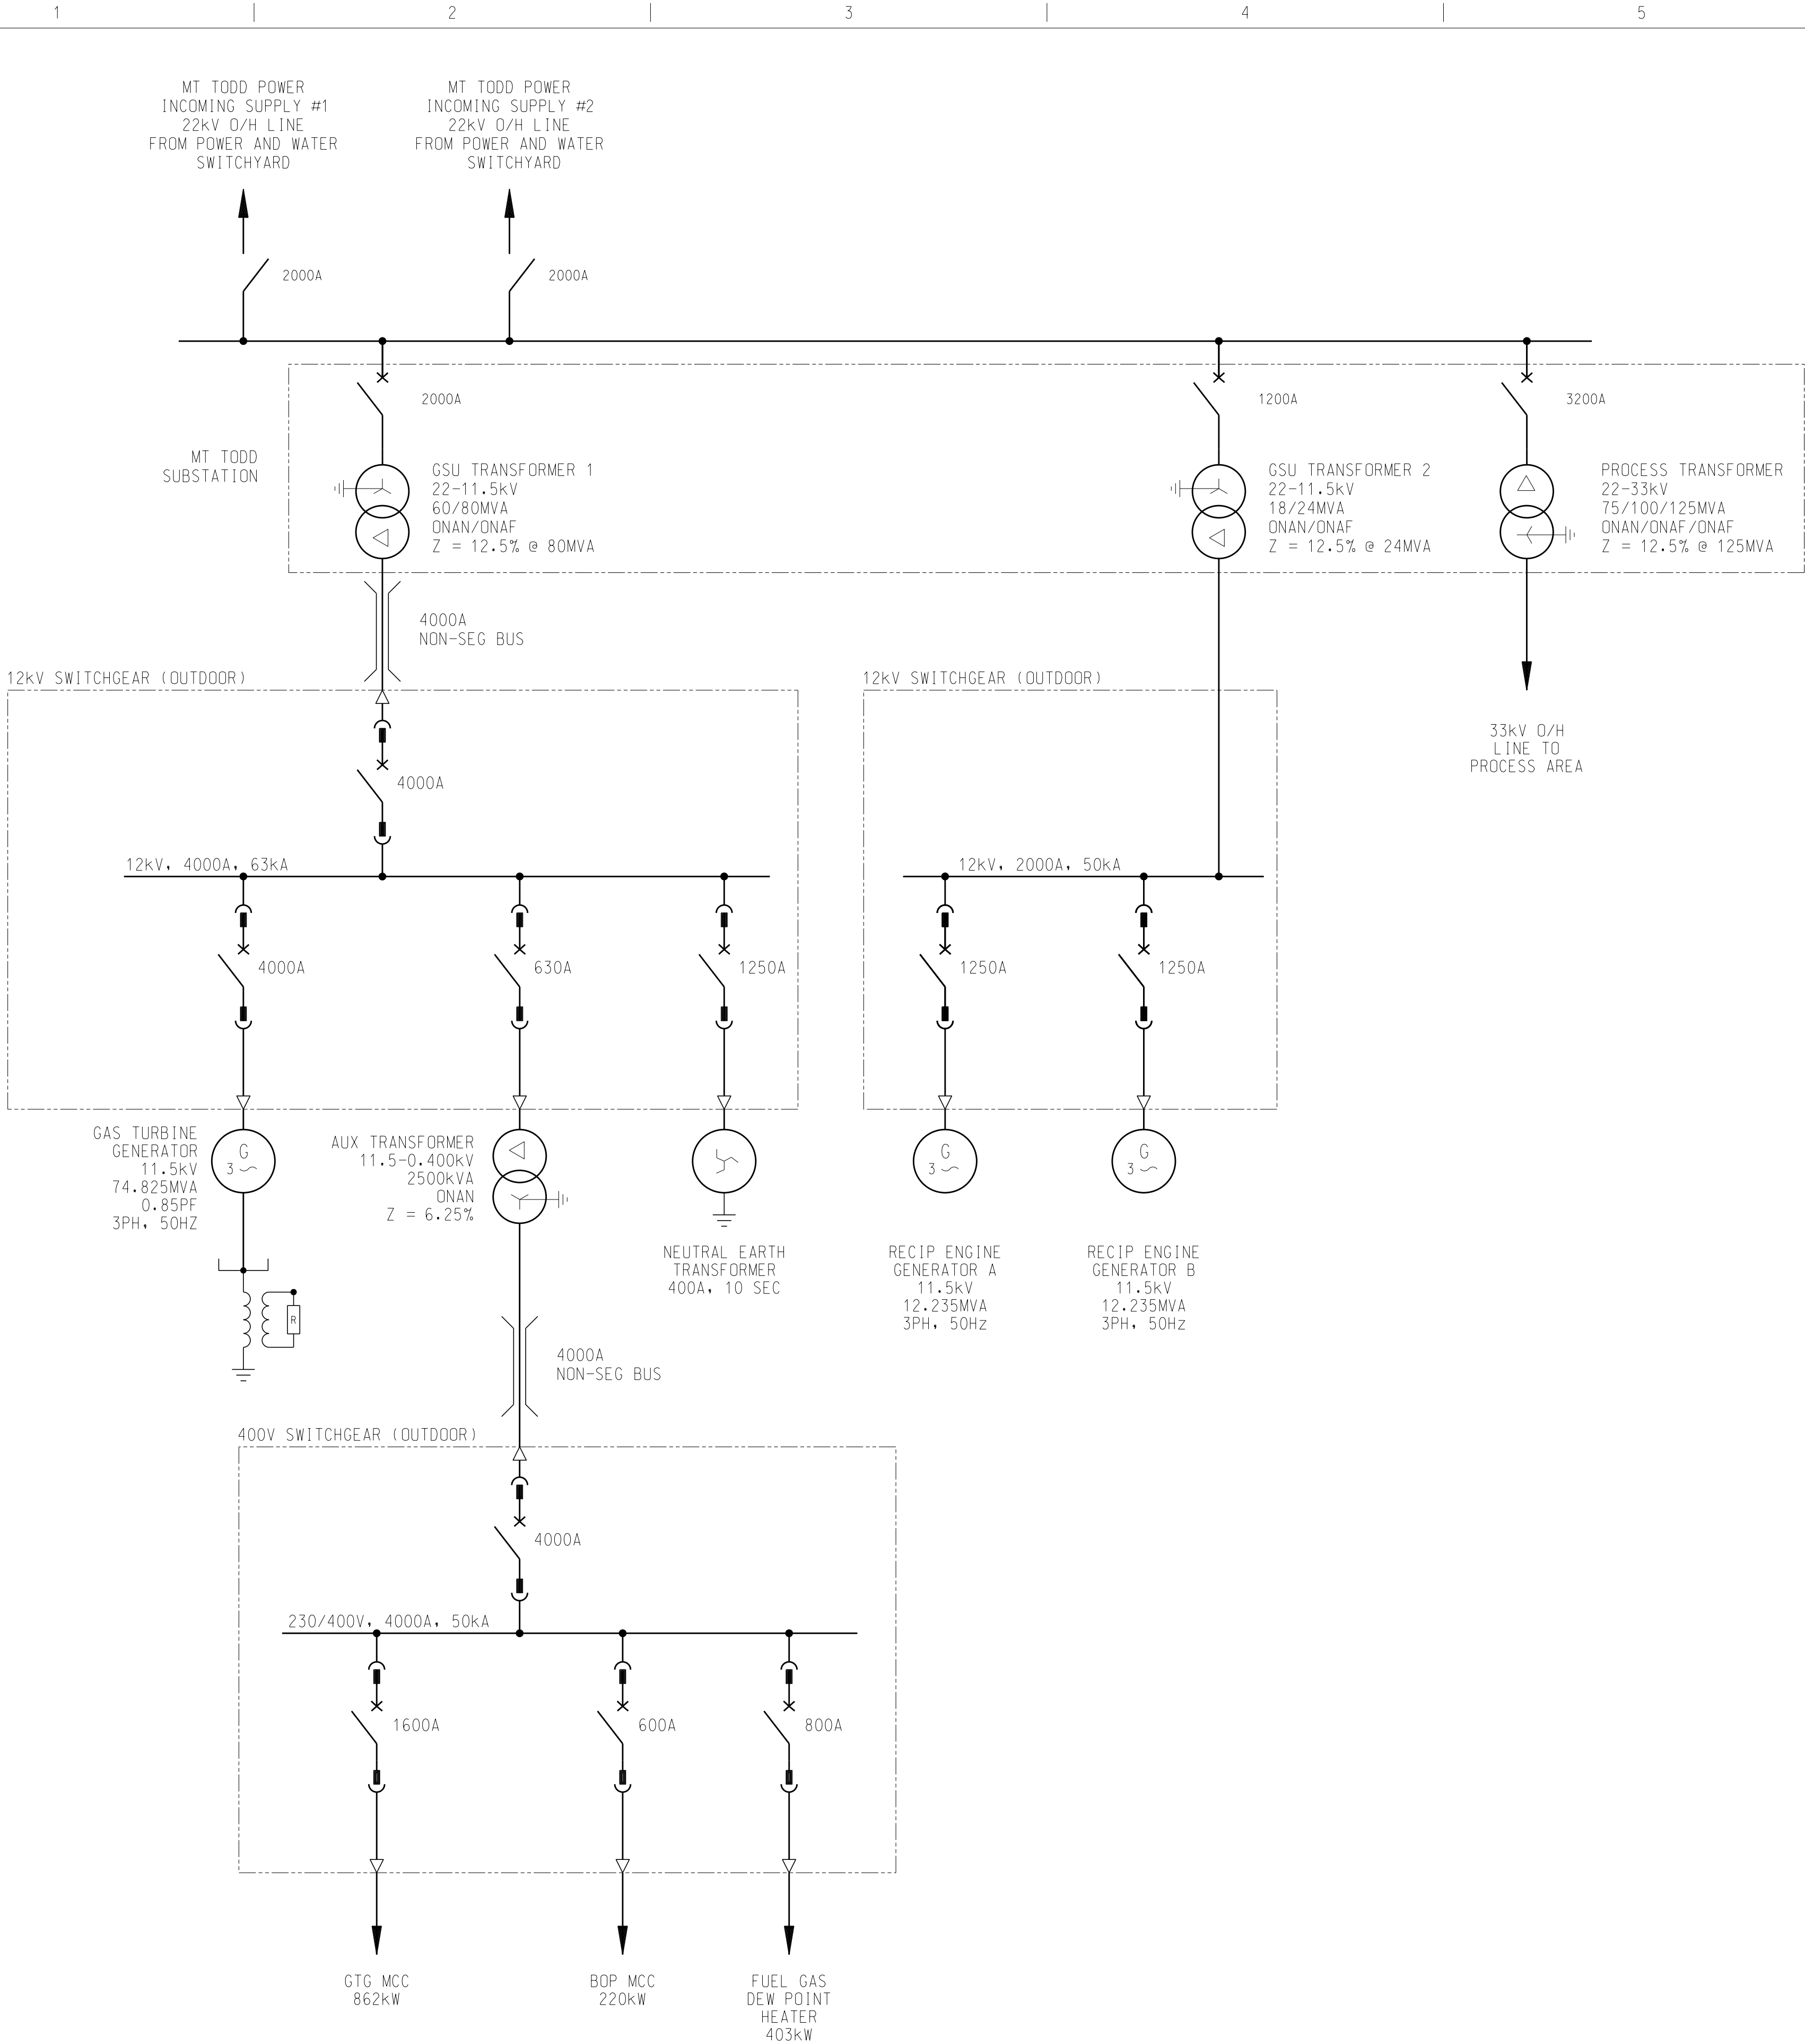 1
2
3
4
5
MT TODD POWER
INCOMING SUPPLY #1
22kV O/H LINE
FROM POWER AND WATER
SWITCHYARD
MT TODD POWER
INCOMING SUPPLY #2
22kV O/H LINE
FROM POWER AND WATER
SWITCHYARD
2000A
2000A
2000A
1200A
3200A
MT TODD
SUBSTATION
GSU TRANSFORMER 1
22-11.5kV
60/80MVA
ONAN/ONAF
Z = 12.5% @ 80MVA
GSU TRANSFORMER 2
22-11.5kV
18/24MVA
ONAN/ONAF
Z = 12.5% @ 24MVA
PROCESS TRANSFORMER
22-33kV
75/100/125MVA
ONAN/ONAF/ONAF
Z = 12.5% @ 125MVA
4000A
NON-SEG BUS
12kV SWITCHGEAR (OUTDOOR)
12kV SWITCHGEAR (OUTDOOR)
33kV O/H
LINE TO
PROCESS AREA
4000A
12kV, 4000A, 63kA
12kV, 2000A, 50kA
4000A
630A
1250A
1250A
1250A
GAS TURBINE
GENERATOR
11.5kV
74.825MVA
0.85PF
3PH, 50HZ
G
3
AUX TRANSFORMER
11.5-0.400kV
2500kVA
ONAN
Z = 6.25%
G
3
G
3
NEUTRAL EARTH
TRANSFORMER
400A, 10 SEC
RECIP ENGINE
GENERATOR A
11.5kV
12.235MVA
3PH, 50Hz
RECIP ENGINE
GENERATOR B
11.5kV
12.235MVA
3PH, 50Hz
R
4000A
NON-SEG BUS
400V SWITCHGEAR (OUTDOOR)
4000A
230/400V, 4000A, 50kA
1600A
600A
800A
GTG MCC
862kW
BOP MCC
220kW
FUEL GAS
DEW POINT
HEATER
403kW